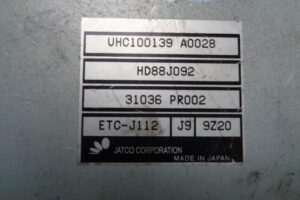 UHC100139 A0028
HD88J092
31036 PR002
ETC-J112 J9 9Z20
JATCO CORPORATION
MADE IN JAPAN